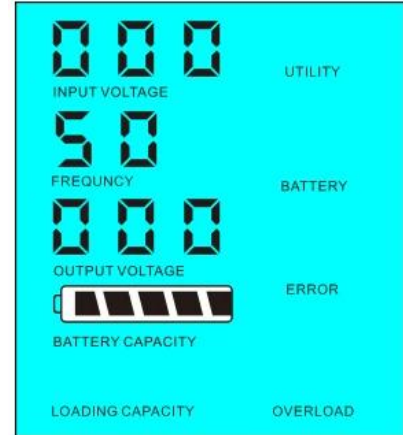 000
UTILITY
INPUT VOLTAGE
50
FREQUNCY
BATTERY
000
OUTPUT VOLTAGE
ERROR
BATTERY CAPACITY
LOADING CAPACITY
OVERLOAD